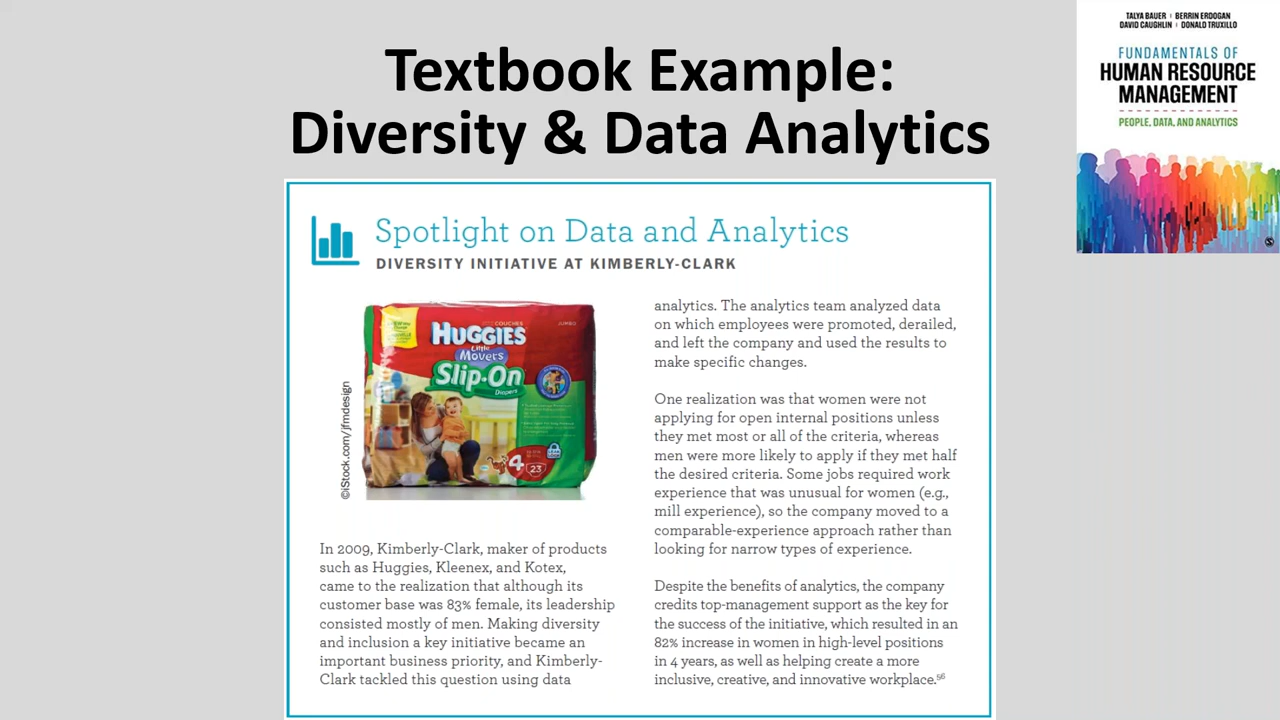 Textbook Example:
Diversity & Data Analytics
TALYA BAUER | BERRIN ERDOGAN
DAVID CAUGHLIN | DONALD TRUXILLO
FUNDAMENTALS OF
HUMAN RESOURCE
MANAGEMENT
PEOPLE, DATA, AND ANALYTICS
Spotlight on Data and Analytics
DIVERSITY INITIATIVE AT KIMBERLY-CLARK
©iStock.com/jfmdesign
COUCHES
JUMBO
HUGGIES
Little
Movers
Slip-On
Diapers
4
23
In 2009, Kimberly-Clark, maker of products
such as Huggies, Kleenex, and Kotex,
came to the realization that although its
customer base was 83% female, its leadership
consisted mostly of men. Making diversity
and inclusion a key initiative became an
important business priority, and Kimberly-
Clark tackled this question using data
analytics. The analytics team analyzed data
on which employees were promoted, derailed,
and left the company and used the results to
make specific changes.
One realization was that women were not
applying for open internal positions unless
they met most or all of the criteria, whereas
men were more likely to apply if they met half
the desired criteria. Some jobs required work
experience that was unusual for women (e.g.,
mill experience), so the company moved to a
comparable-experience approach rather than
looking for narrow types of experience.
Despite the benefits of analytics, the company
credits top-management support as the key for
the success of the initiative, which resulted in an
82% increase in women in high-level positions
in 4 years, as well as helping create a more
inclusive, creative, and innovative workplace.56